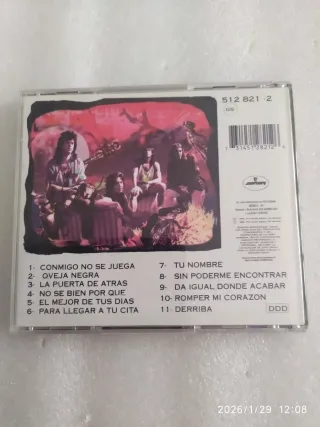 512 821-2
mercury
1- CONMIGO NO SE JUEGA
2- OVEJA NEGRA
3- LA PUERTA DE ATRAS
4- NO SE BIEN POR QUE
5- EL MEJOR DE TUS DIAS
6- PARA LLEGAR A TU CITA
7- TU NOMBRE
8- SIN PODERME ENCONTRAR
9- DA IGUAL DONDE ACABAR
10- ROMPER MI CORAZON
11- DERRIBA
DDD
2026/1/29 12:08